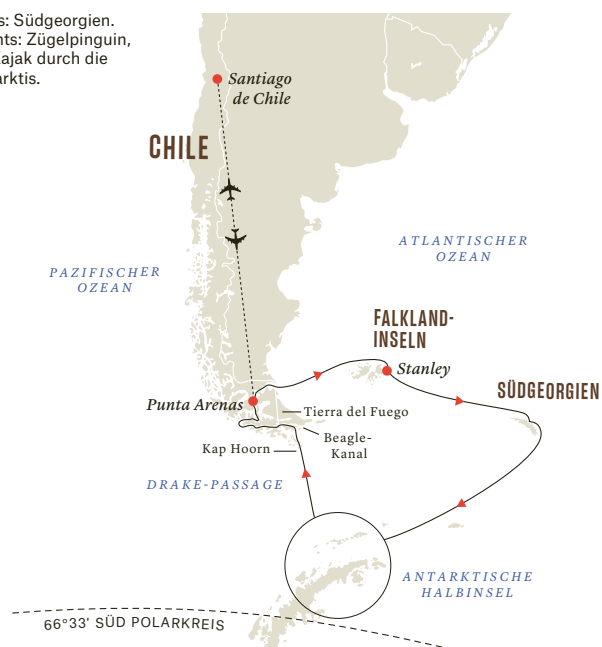 s: Südgeorgien.
nts: Zügelpinguin,
ajak durch die
rktis.
Santiago
de Chile
CHILE
ATLANTISCHER
OZEAN
PAZIFISCHER
OZEAN
FALKLAND-
INSELN
Stanley
SÜDGEORGIEN
Punta Arenas
Tierra del Fuego
Beagle-
Kanal
Kap Hoorn
DRAKE-PASSAGE
ANTARKTISCHE
HALBINSEL
66°33' SÜD POLARKREIS